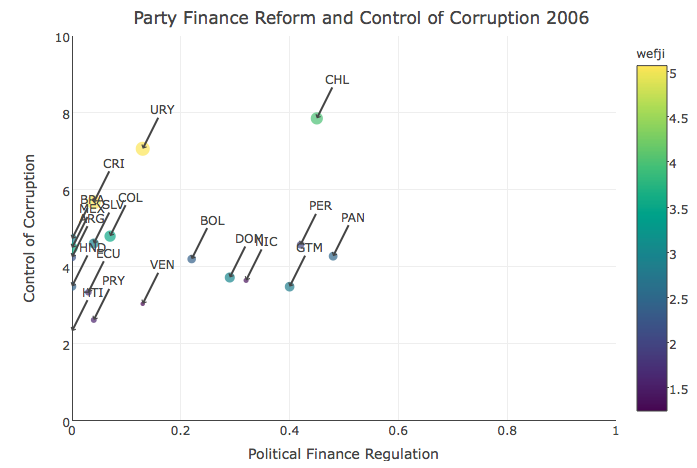 Party Finance Reform and Control of Corruption 2006
wefji
10
8
6
4
2
0
Control of Corruption
CHL
URY
CRI
BRA
MEX
ARG
SLV
COL
HND
ECU
HTI
PRY
VEN
BOL
DOM
NIC
PER
GTM
PAN
5
4.5
4
3.5
3
2.5
2
1.5
0
0.2
0.4
0.6
0.8
1
Political Finance Regulation